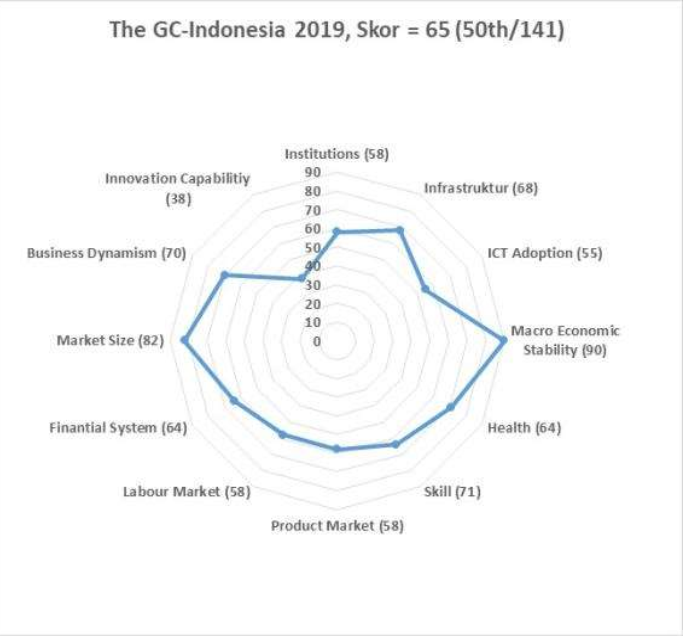 The GC-Indonesia 2019, Skor = 65 (50th/141)
Institutions (58)
Infrastruktur (68)
ICT Adoption (55)
Macro Economic
Stability (90)
Health (64)
Skill (71)
Product Market (58)
Labour Market (58)
Finantial System (64)
Market Size (82)
Business Dynamism (70)
Innovation Capabilitiy
(38)
90
80
70
60
50
40
30
20
10
0